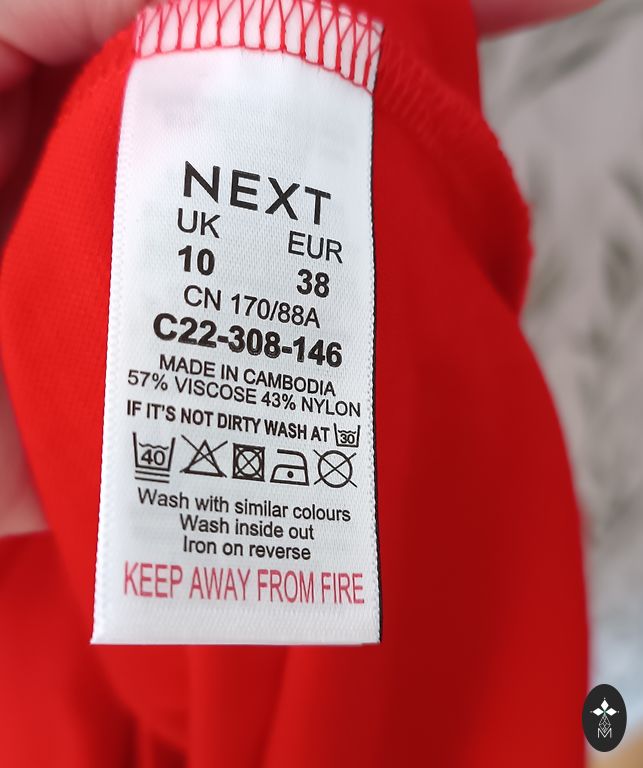 NEXT
UK EUR
10 38
CN 170/88A
C22-308-146
MADE IN CAMBODIA
57% VISCOSE 43% NYLON
IF IT'S NOT DIRTY WASH AT 30
40
Wash with similar colours
Wash inside out
Iron on reverse
KEEP AWAY FROM FIRE
M